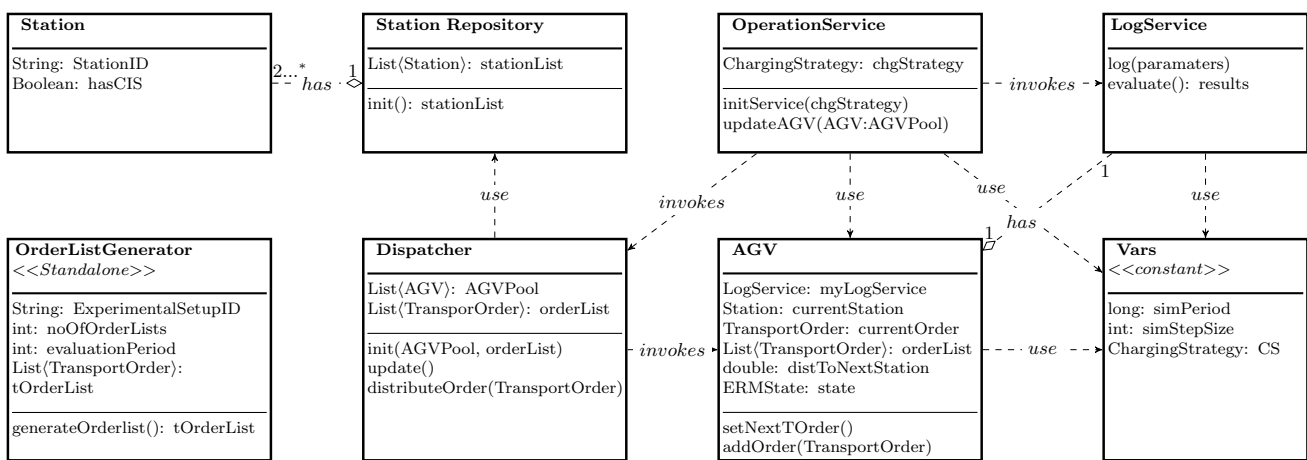 Station
String: StationID
Boolean: hasCIS
2...*
has
1
Station Repository
List⟨Station⟩: stationList
init(): stationList
OperationService
ChargingStrategy: chgStrategy
initService(chgStrategy)
updateAGV(AGV:AGVPool)
invokes
LogService
log(paramaters)
evaluate(): results
use
invokes
use
use
has
1
1
use
OrderListGenerator
<<Standalone>>
String: ExperimentalSetupID
int: noOfOrderLists
int: evaluationPeriod
List⟨TransportOrder⟩:
tOrderList
generateOrderlist(): tOrderList
Dispatcher
List⟨AGV⟩: AGVPool
List⟨TransporOrder⟩: orderList
init(AGVPool, orderList)
update()
distributeOrder(TransportOrder)
invokes
AGV
LogService: myLogService
Station: currentStation
TransportOrder: currentOrder
List⟨TransportOrder⟩: orderList
double: distToNextStation
ERMState: state
setNextTOrder()
addOrder(TransportOrder)
use
Vars
<<constant>>
long: simPeriod
int: simStepSize
ChargingStrategy: CS